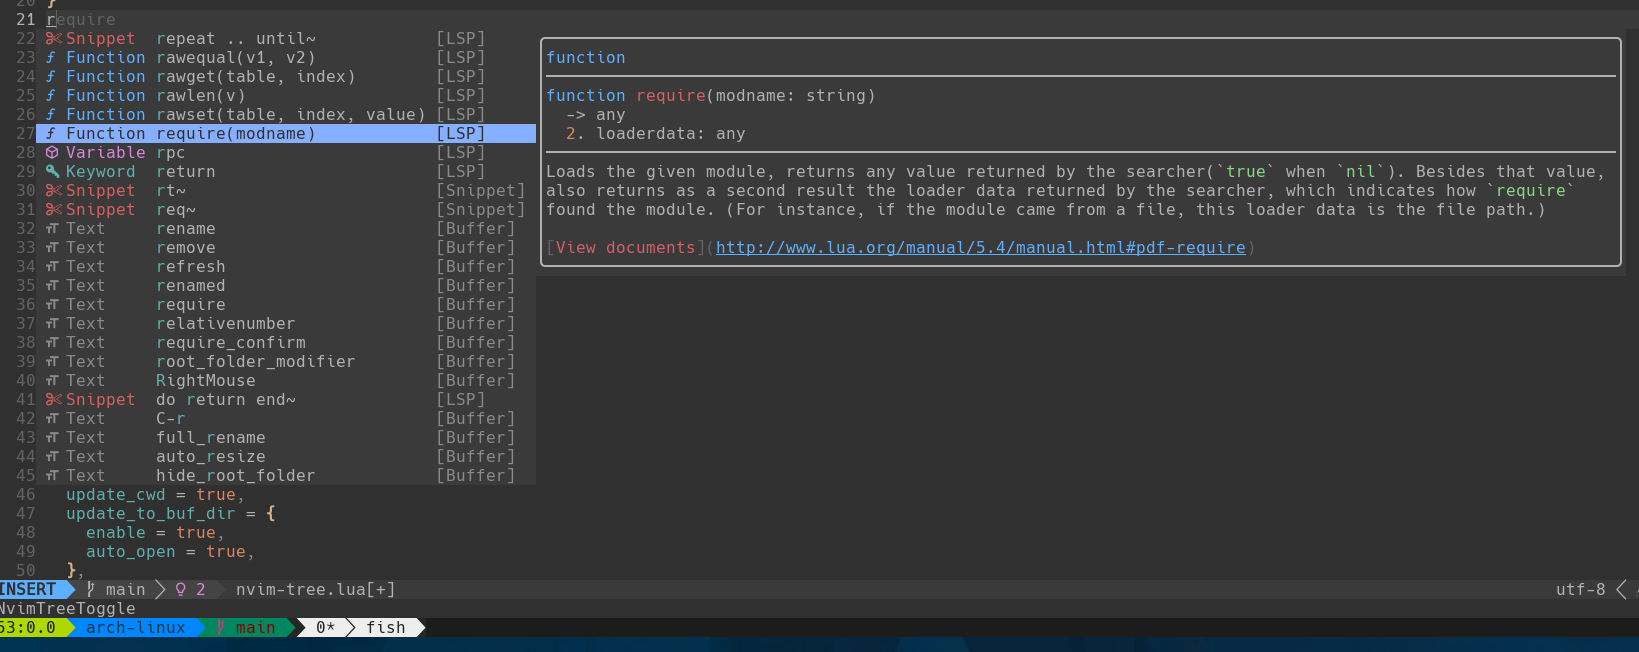 20 }
21 require
22 Snippet repeat .. until~ [LSP]
23 Function rawequal(v1, v2) [LSP]
24 Function rawget(table, index) [LSP]
25 Function rawlen(v) [LSP]
26 Function rawset(table, index, value) [LSP]
27 Function require(modname) [LSP]
28 Variable rpc [LSP]
29 Keyword return [LSP]
30 Snippet rt~ [Snippet]
31 Snippet req~ [Snippet]
32 Text rename [Buffer]
33 Text remove [Buffer]
34 Text refresh [Buffer]
35 Text renamed [Buffer]
36 Text require [Buffer]
37 Text relativenumber [Buffer]
38 Text require_confirm [Buffer]
39 Text root_folder_modifier [Buffer]
40 Text RightMouse [Buffer]
41 Snippet do return end~ [LSP]
42 Text C-r [Buffer]
43 Text full_rename [Buffer]
44 Text auto_resize [Buffer]
45 Text hide_root_folder [Buffer]
46 update_cwd = true,
47 update_to_buf_dir = {
48 enable = true,
49 auto_open = true,
50 },
function
function require(modname: string)
-> any
2. loaderdata: any
Loads the given module, returns any value returned by the searcher(`true` when `nil`). Besides that value,
also returns as a second result the loader data returned by the searcher, which indicates how `require`
found the module. (For instance, if the module came from a file, this loader data is the file path.)
[View documents](http://www.lua.org/manual/5.4/manual.html#pdf-require)
INSERT main 2 nvim-tree.lua[+] utf-8
NvimTreeToggle
53:0.0 arch-linux main 0* fish